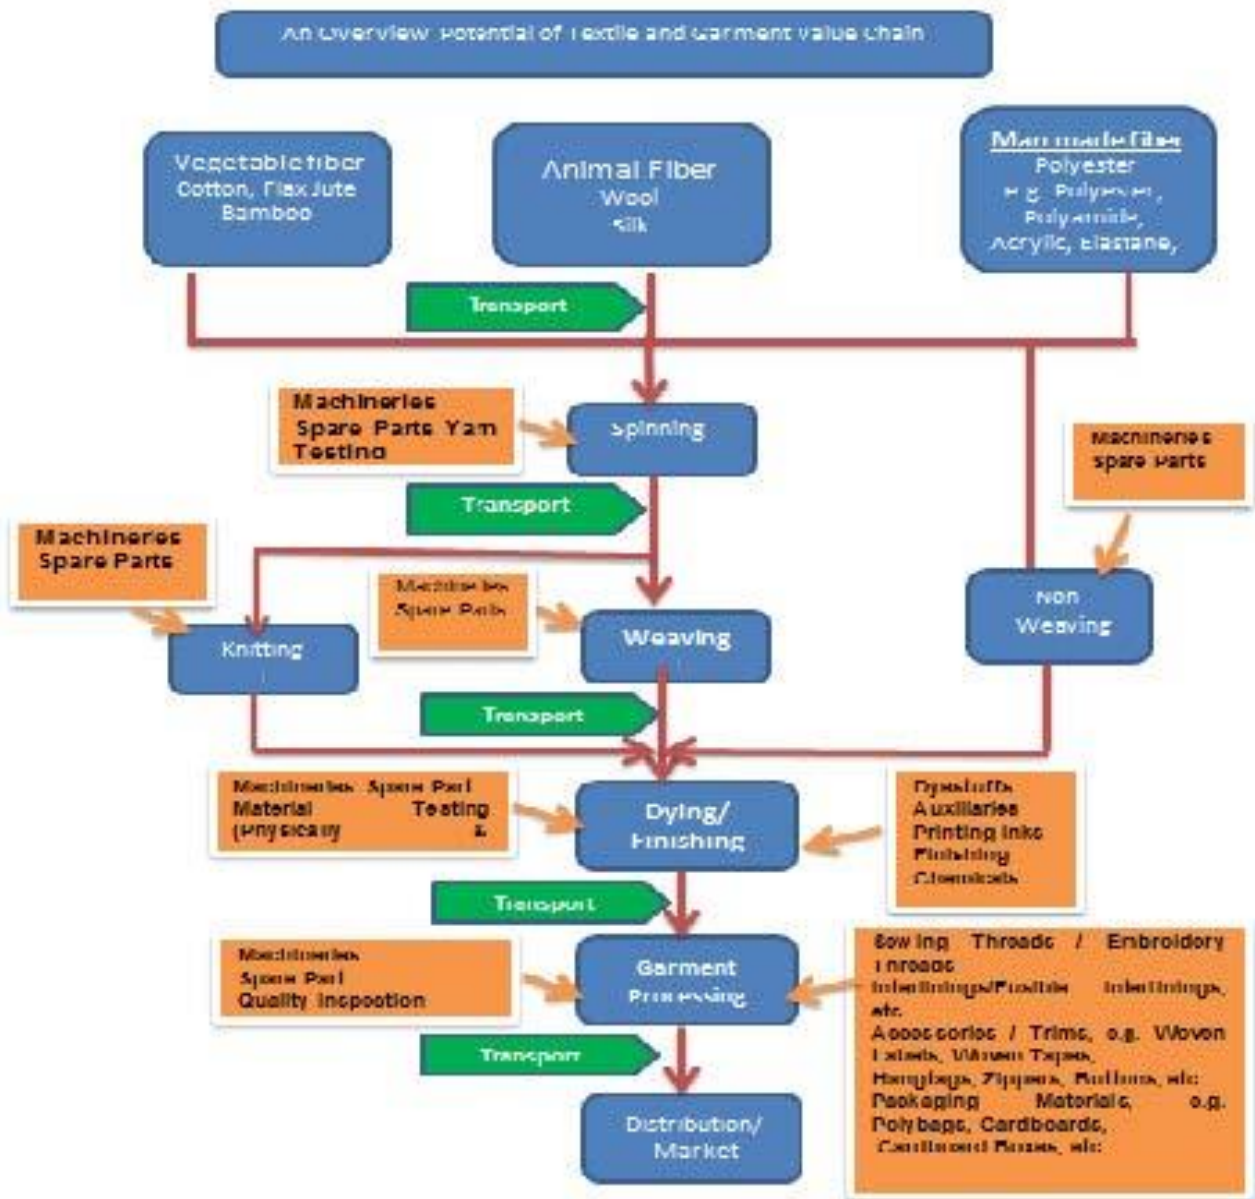 An Overview Potential of Textile and Garment Value Chain
Vegetable fiber
Cotton, Flax Jute
Bamboo
Animal Fiber
Wool
Silk
Man made fiber
Polyester
e.g. Polyester,
Polyamide,
Acrylic, Elastane,
Transport
Machineries
Spare Parts Yarn
Testing
Spinning
Machineries
Spare Parts
Transport
Machineries
Spare Parts
Machineries
Spare Parts
Non
Weaving
Knitting
Weaving
Transport
Machineries Spare Part
Material Testing
(Physically &
Dying/
Finishing
Dyestuffs
Auxiliaries
Printing Inks
Finishing
Chemicals
Transport
Machineries
Spare Part
Quality Inspection
Garment
Processing
Sewing Threads / Embroidory
Threads
Interlinings/Fusible Interlinings,
etc
Accessories / Trims, e.g. Woven
Labels, Woven Tapes,
Hangtags, Zippers, Buttons, etc
Packaging Materials, e.g.
Polybags, Cardboards,
Cardboard Boxes, etc
Transport
Distribution/
Market